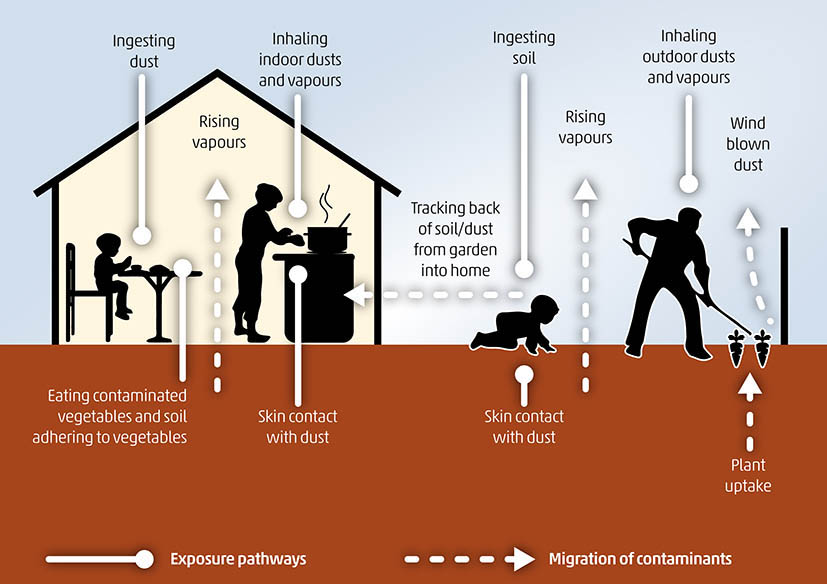 Ingesting
dust
Inhaling
indoor dusts
and vapours
Ingesting
soil
Inhaling
outdoor dusts
and vapours
Rising
vapours
Rising
vapours
Wind
blown
dust
Tracking back
of soil/dust
from garden
into home
Eating contaminated
vegetables and soil
adhering to vegetables
Skin contact
with dust
Skin contact
with dust
Plant
uptake
Exposure pathways
Migration of contaminants